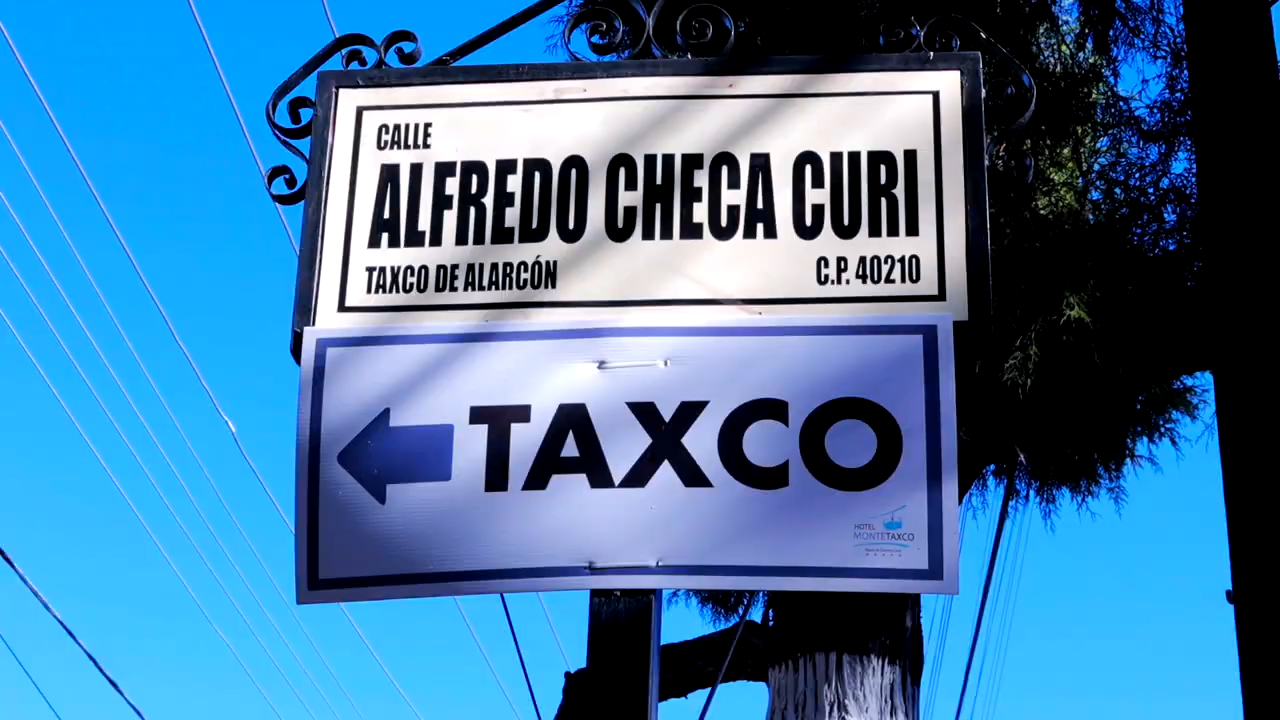 CALLE
ALFREDO CHECA CURI
TAXCO DE ALARCÓN C.P. 40210
TAXCO
HOTEL
MONTETAXCO